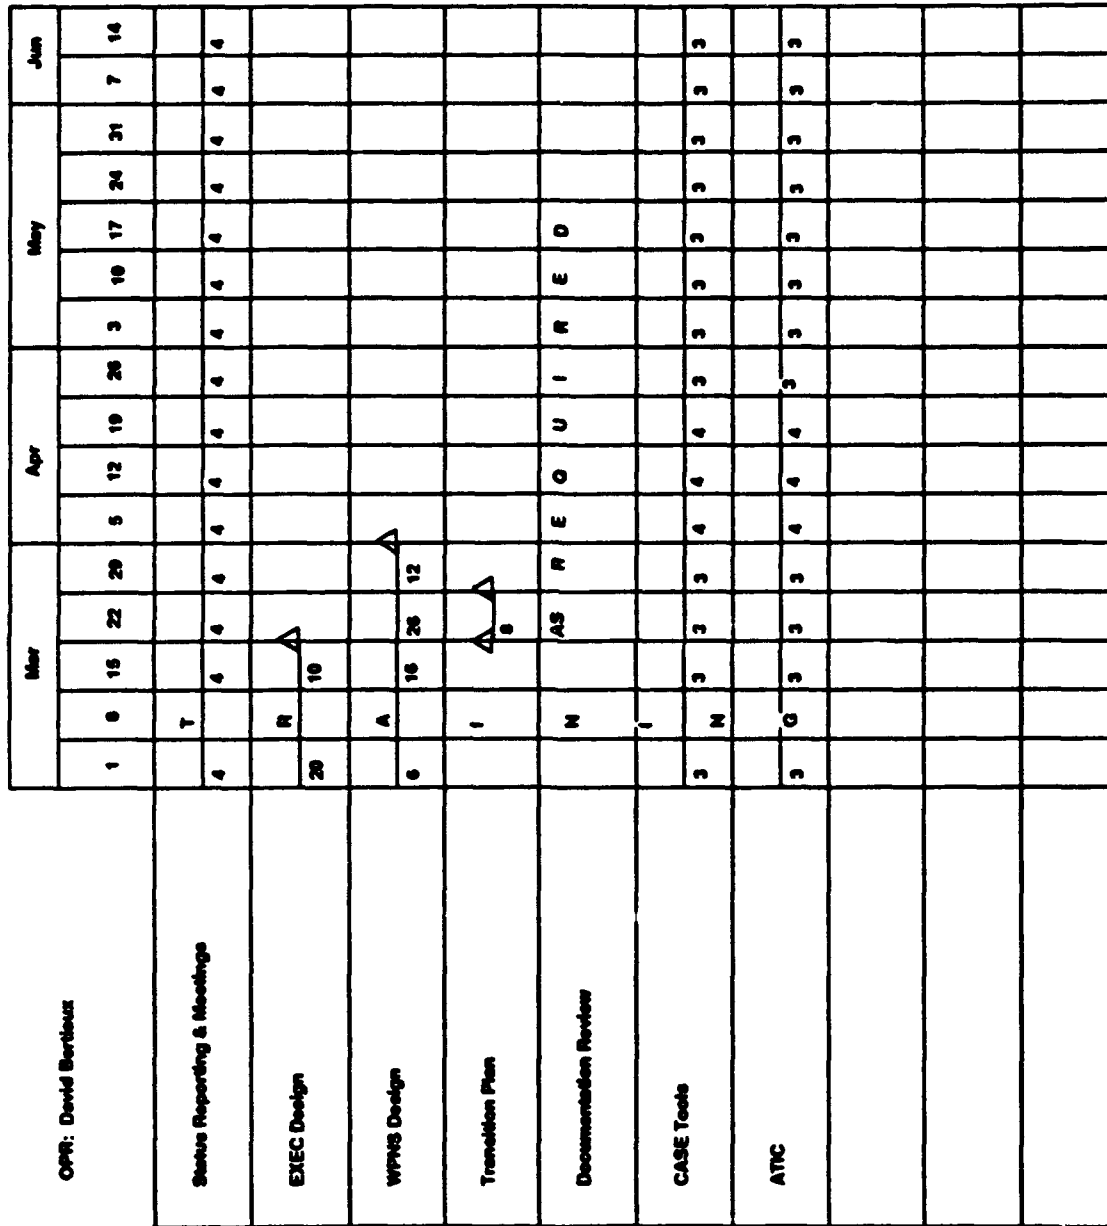 OPR: David Bertieux
Mar Apr May Jun
1 8 15 22 29 5 12 19 26 3 10 17 24 31 7 14
Status Reporting & Meetings T
4 4 4 4 4 4 4 4 4 4 4 4 4 4 4
EXEC Design R
20 10
WPNS Design A
6 16 26 12
Transition Plan I
8
Documentation Review N AS R E Q U I R E D
CASE Tools I
3 3 3 3 4 4 4 3 3 3 3 3 3 3 3
N
ATIC G
3 3 3 3 4 4 4 3 3 3 3 3 3 3 3